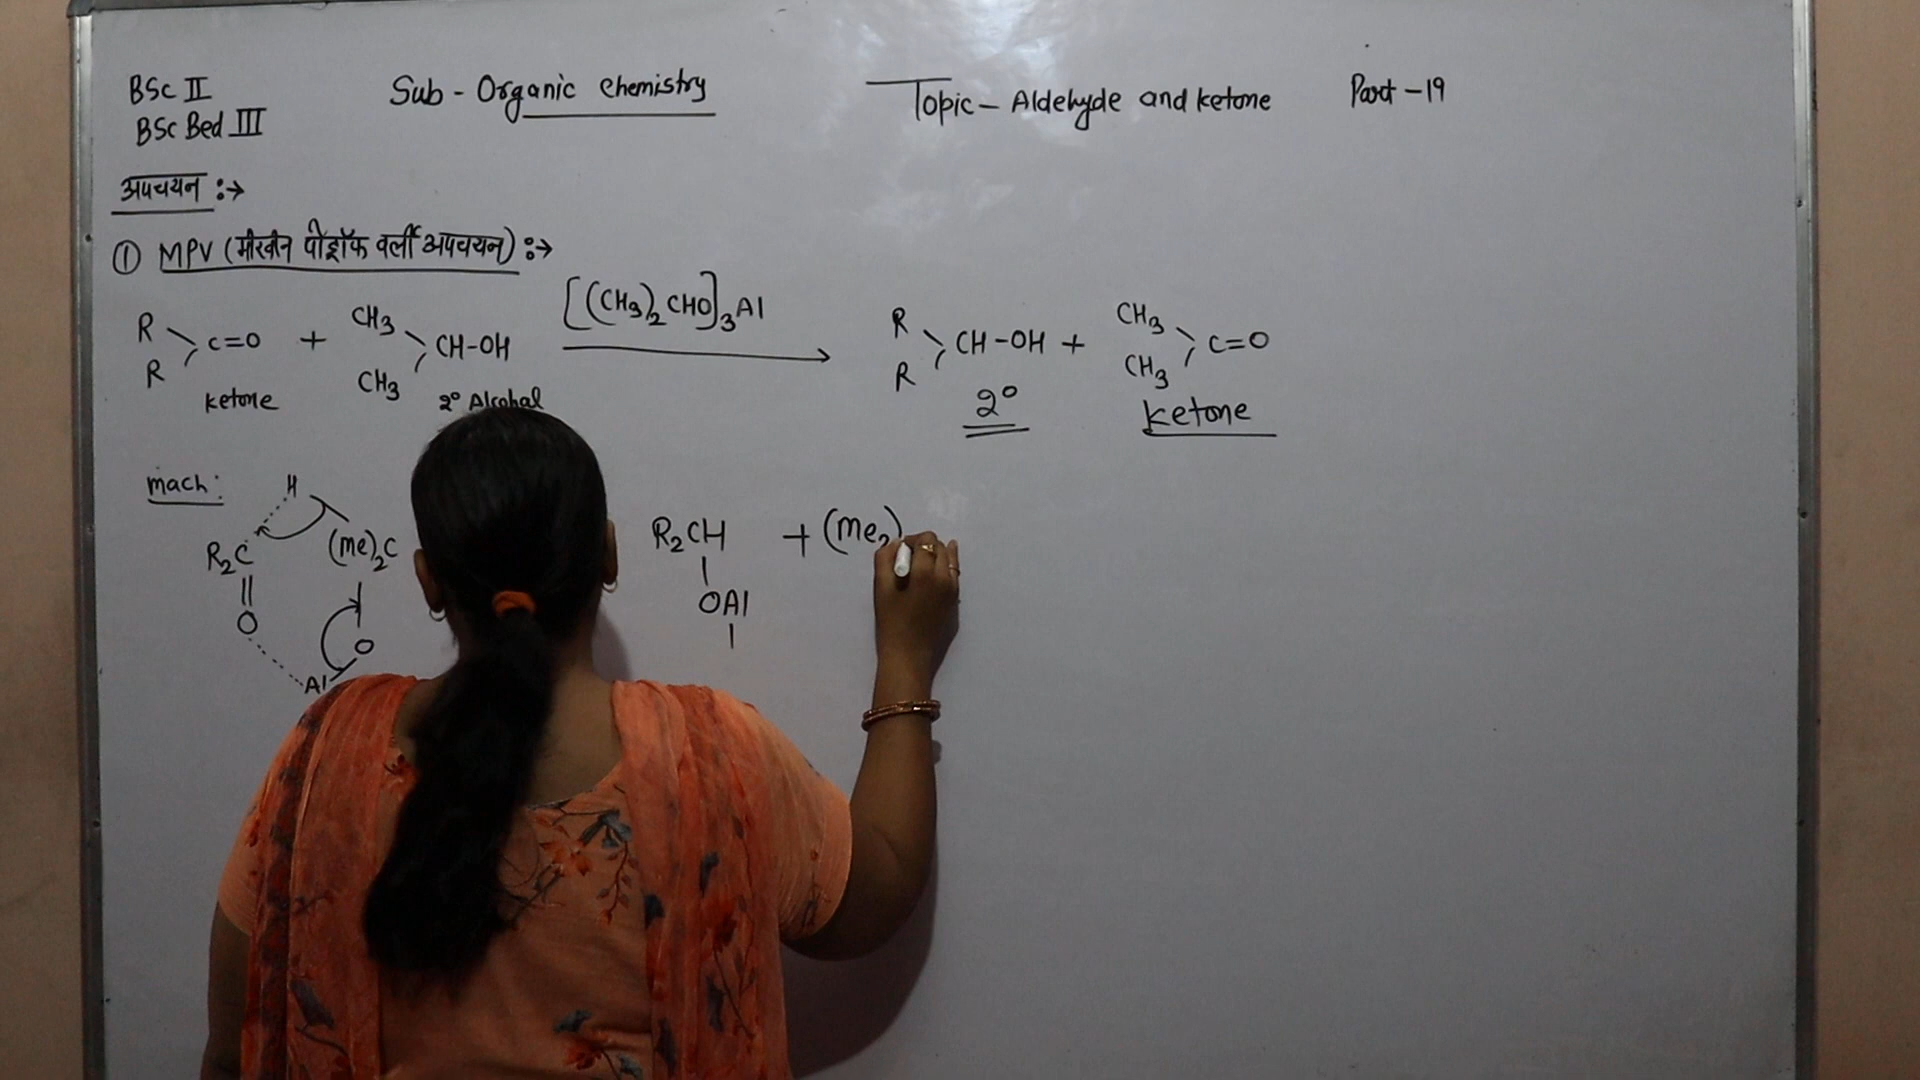 BSc II
BSc Bed III
Sub - Organic chemistry
Topic - Aldehyde and ketone
Part - 19
अपचयन :→
① MPV (मीरवीन पोंड्रॉफ वर्ली अपचयन) :→
[(CH3)2 CHO]3 Al
R
R
C=O + CH3
CH3
CH-OH
→
R
R
CH-OH + CH3
CH3
C=O
ketone
2° Alcohal
2°
ketone
mach:
H
R2C
(me)2C
||
O
O
Al
R2CH + (me2)
|
OAl
|